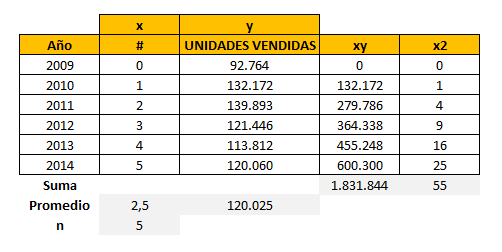 x y
Año # UNIDADES VENDIDAS xy x2
2009 0 92.764 0 0
2010 1 132.172 132.172 1
2011 2 139.893 279.786 4
2012 3 121.446 364.338 9
2013 4 113.812 455.248 16
2014 5 120.060 600.300 25
Suma 1.831.844 55
Promedio 2,5 120.025
n 5